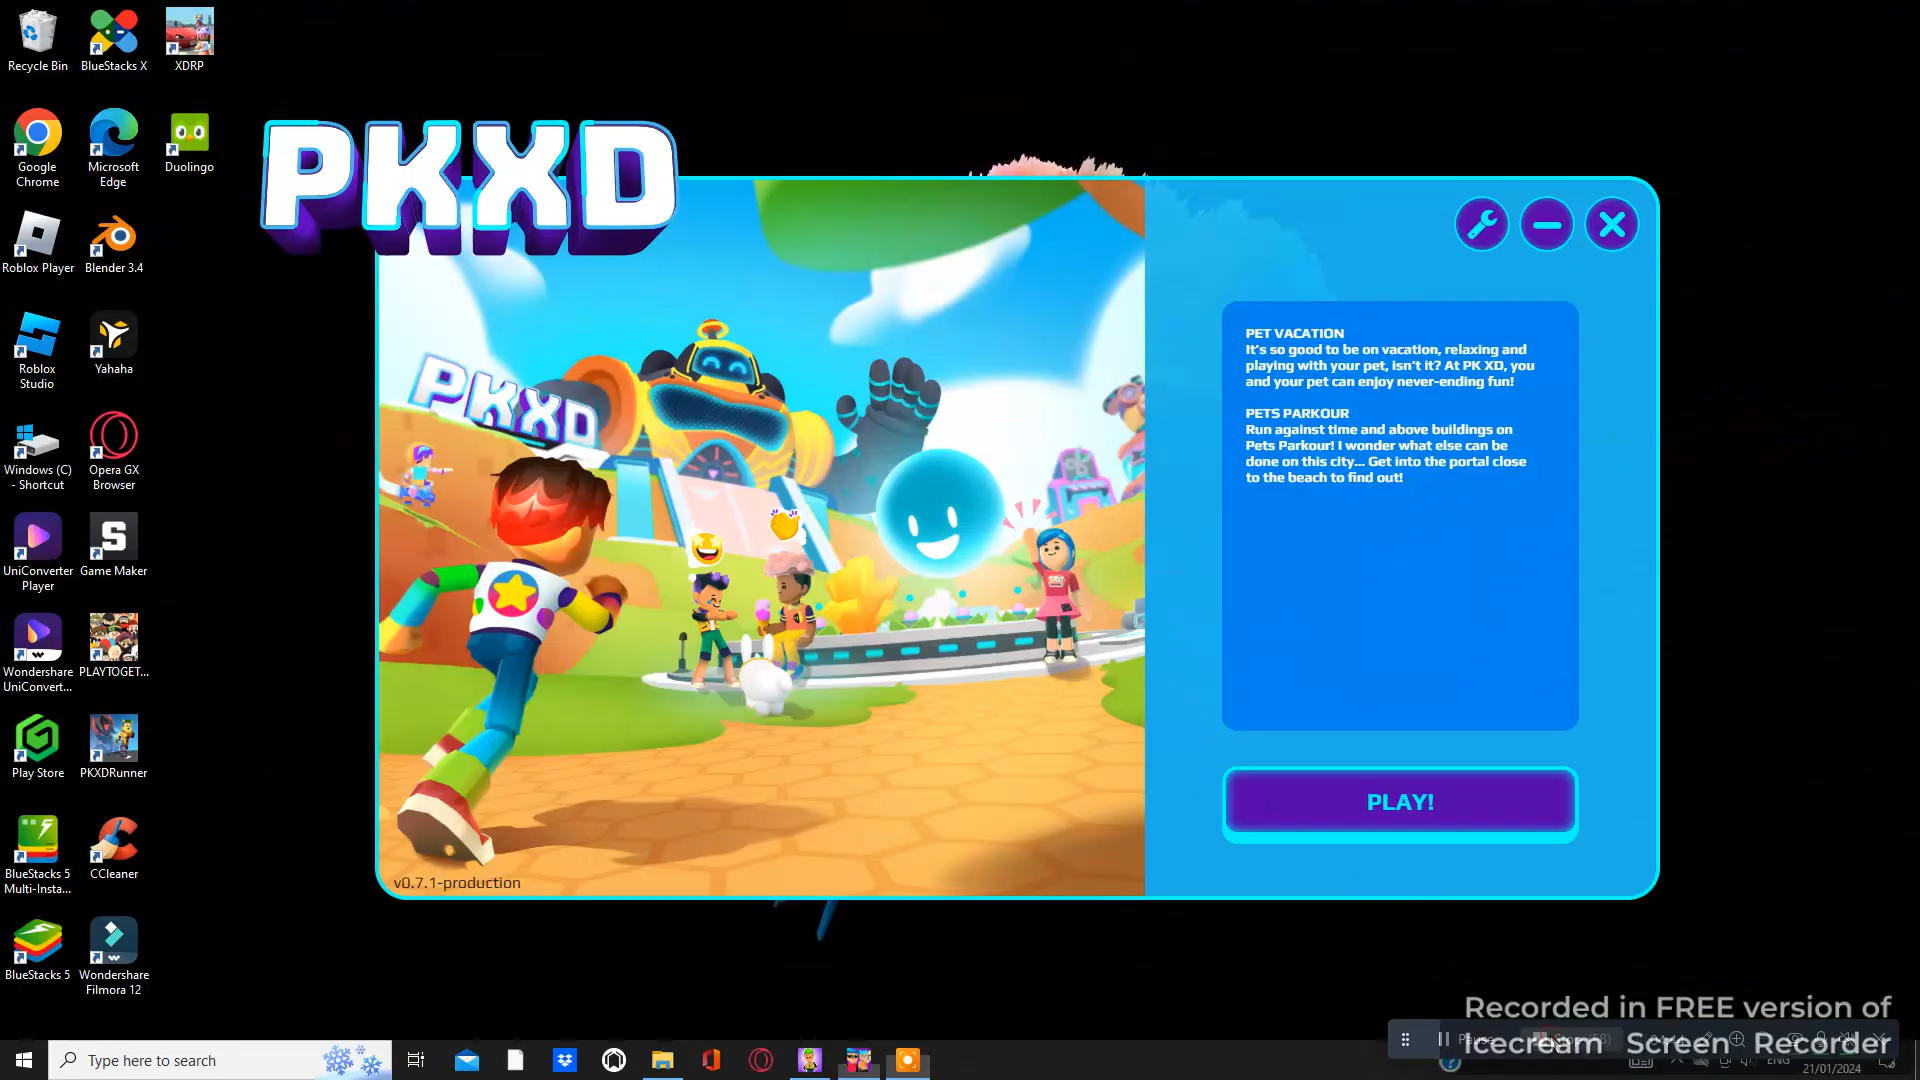 Recycle Bin
BlueStacks X
XDRP
Google
Chrome
Microsoft
Edge
Duolingo
Roblox Player
Blender 3.4
Roblox
Studio
Yahaha
Windows (C)
- Shortcut
Opera GX
Browser
UniConverter
Player
Game Maker
Wondershare
UniConvert...
PLAYTOGET...
Play Store
PKXDRunner
BlueStacks 5
Multi-Insta...
CCleaner
BlueStacks 5
Wondershare
Filmora 12
PKXD
PKXD
v0.7.1-production
PET VACATION
It's so good to be on vacation, relaxing and
playing with your pet, isn't it? At PK XD, you
and your pet can enjoy never-ending fun!
PETS PARKOUR
Run against time and above buildings on
Pets Parkour! I wonder what else can be
done on this city... Get into the portal close
to the beach to find out!
PLAY!
Recorded in FREE version of
Icecream Screen Recorder
Type here to search
ENG
21/01/2024